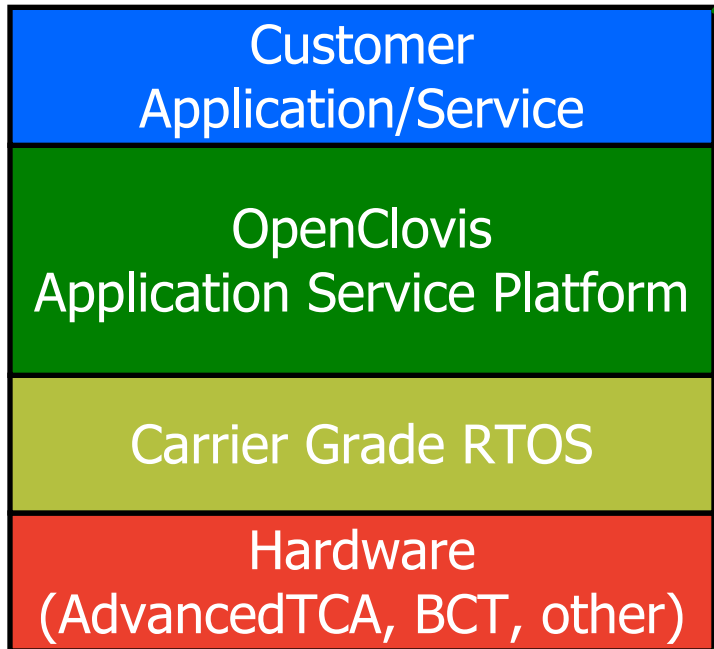 Customer
Application/Service
OpenClovis
Application Service Platform
Carrier Grade RTOS
Hardware
(AdvancedTCA, BCT, other)